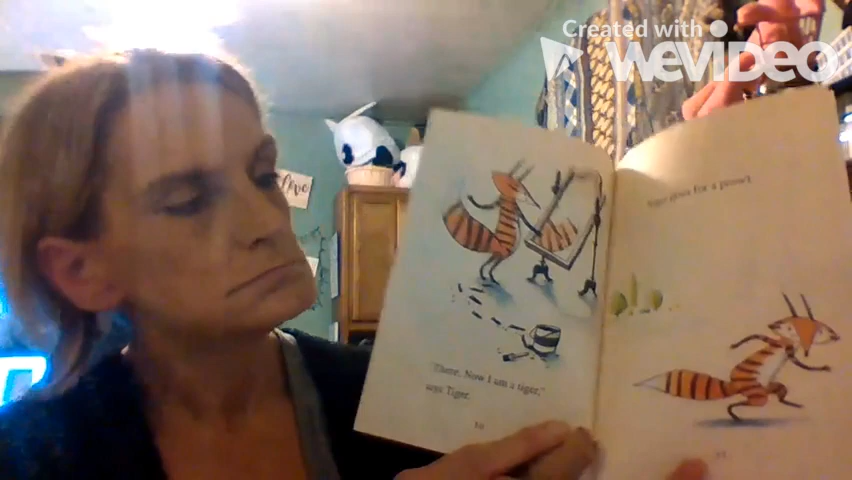 Created with
WEVIDEO
Love
"There. Now I am a tiger,"
says Tiger.
Tiger goes for a prowl.